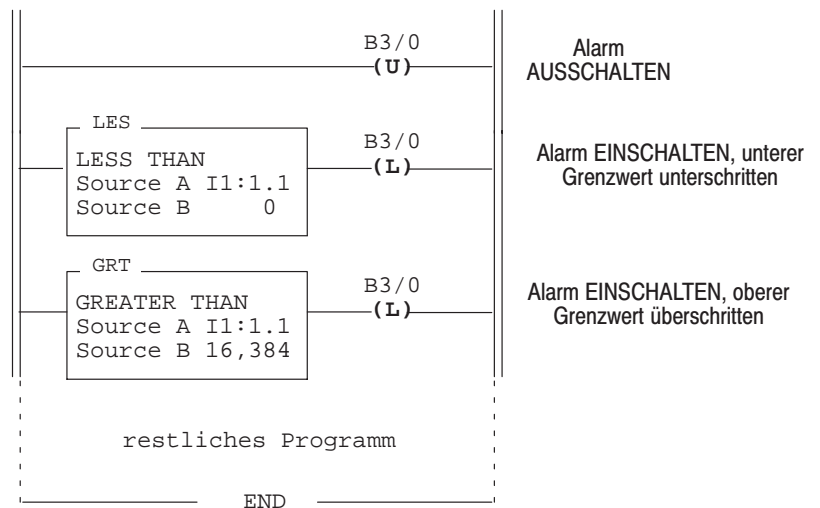 B3/0
(U)
Alarm
AUSSCHALTEN
LES
LESS THAN
Source A I1:1.1
Source B 0
B3/0
(L)
Alarm EINSCHALTEN, unterer
Grenzwert unterschritten
GRT
GREATER THAN
Source A I1:1.1
Source B 16,384
B3/0
(L)
Alarm EINSCHALTEN, oberer
Grenzwert überschritten
restliches Programm
END